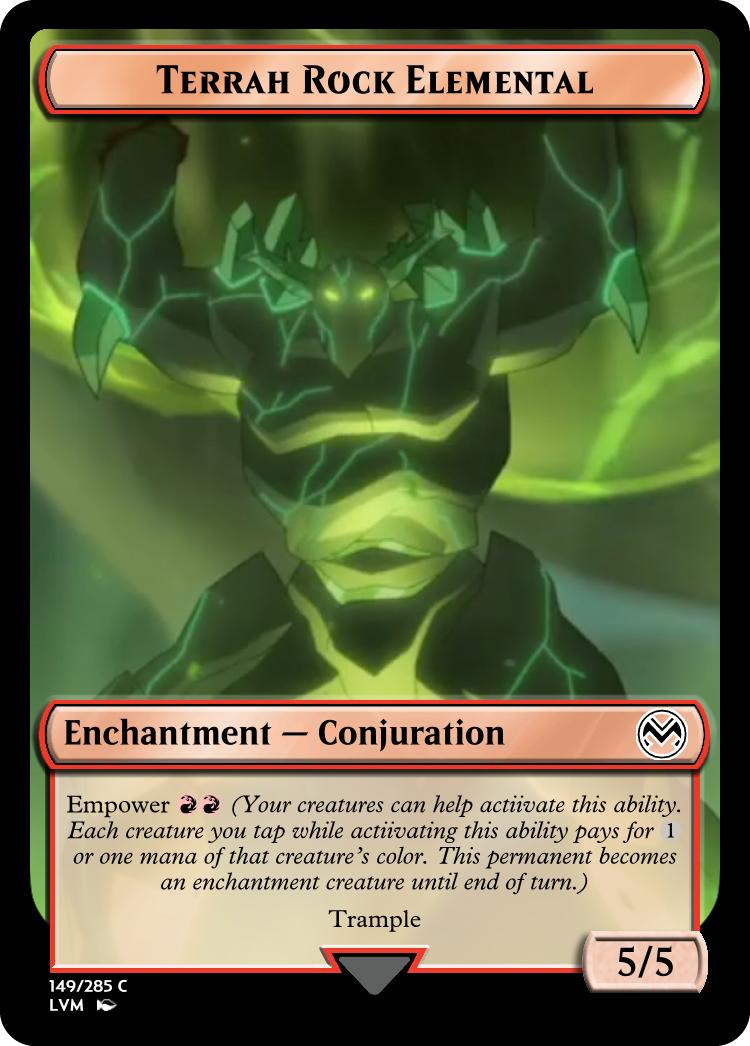 Terrah Rock Elemental
Enchantment — Conjuration
Empower (Your creatures can help actiivate this ability.
Each creature you tap while actiivating this ability pays for 1
or one mana of that creature's color. This permanent becomes
an enchantment creature until end of turn.)
Trample
5/5
149/285 C
LVM